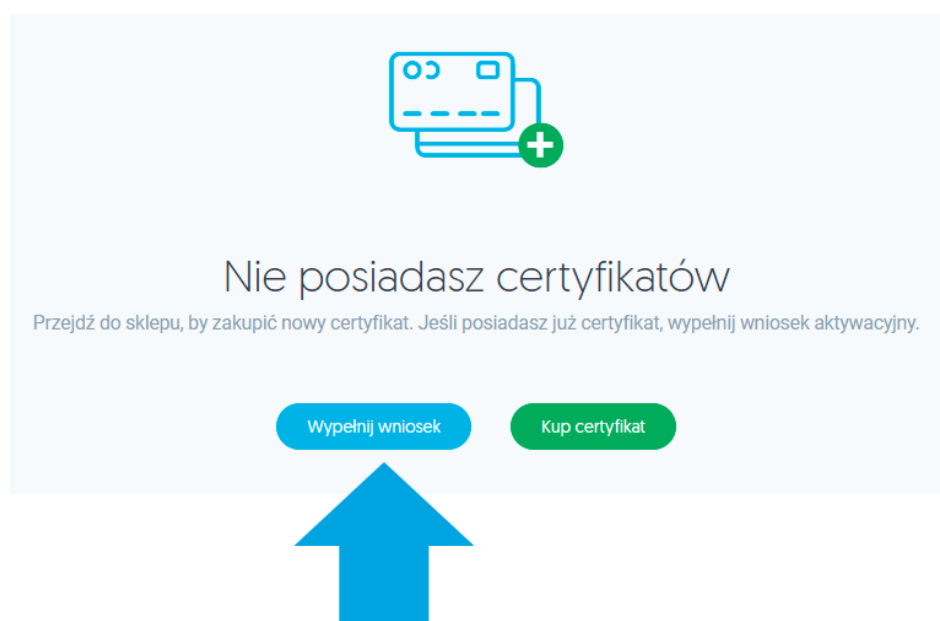 Nie posiadasz certyfikatów
Przejdź do sklepu, by zakupić nowy certyfikat. Jeśli posiadasz już certyfikat, wypełnij wniosek aktywacyjny.
Wypełnij wniosek
Kup certyfikat